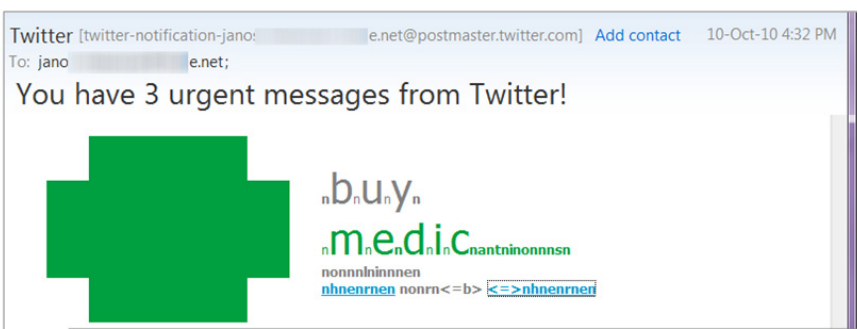 Twitter [twitter-notification-jano e.net@postmaster.twitter.com] Add contact 10-Oct-10 4:32 PM
To: jano e.net;
You have 3 urgent messages from Twitter!
nbnunyn
nmnenndninicnantninonnnsn
nonnnlninnnen
nhnenrnen nonrn<=b> <=>nhnenrnen